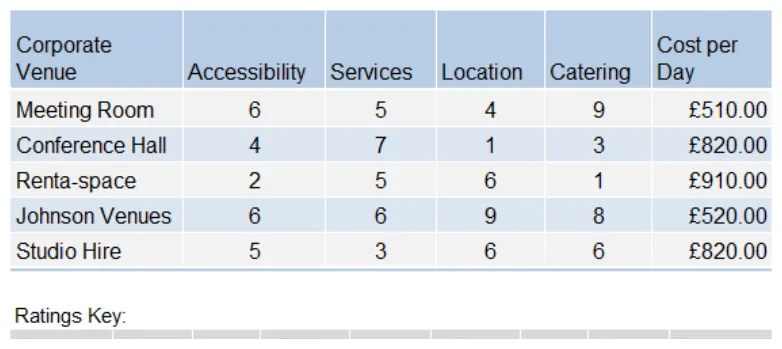 Corporate Venue Accessibility Services Location Catering Cost per Day
Meeting Room 6 5 4 9 £510.00
Conference Hall 4 7 1 3 £820.00
Renta-space 2 5 6 1 £910.00
Johnson Venues 6 6 9 8 £520.00
Studio Hire 5 3 6 6 £820.00
Ratings Key: